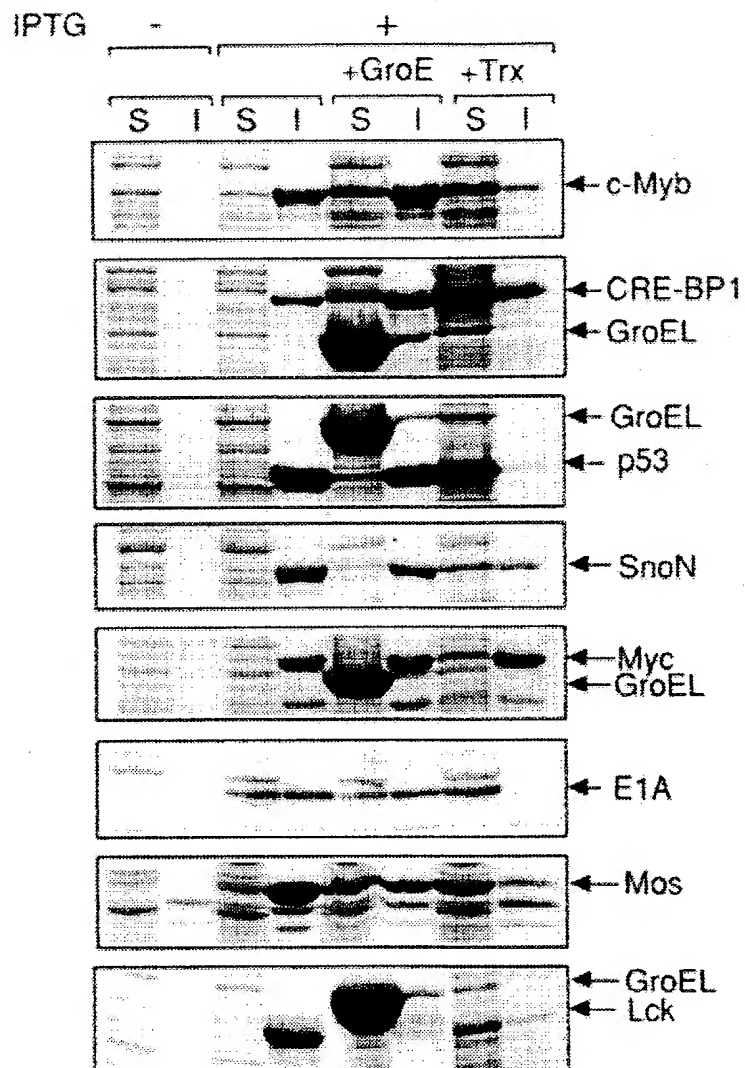 IPTG - +
+GroE +Trx
S I S I S I S I
c-Myb
CRE-BP1
GroEL
GroEL
p53
SnoN
Myc
GroEL
E1A
Mos
GroEL
Lck